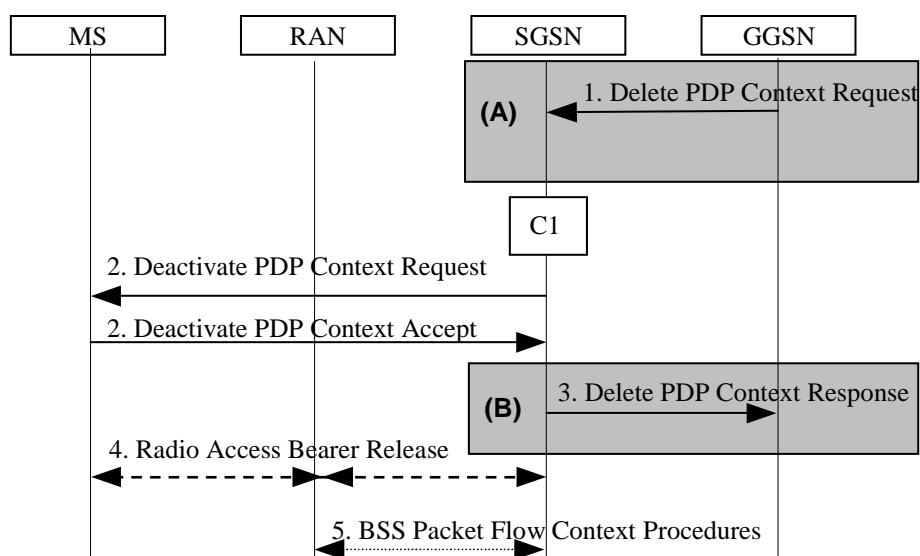 MS
RAN
SGSN
GGSN
1. Delete PDP Context Request
(A)
C1
2. Deactivate PDP Context Request
2. Deactivate PDP Context Accept
3. Delete PDP Context Response
(B)
4. Radio Access Bearer Release
5. BSS Packet Flow Context Procedures